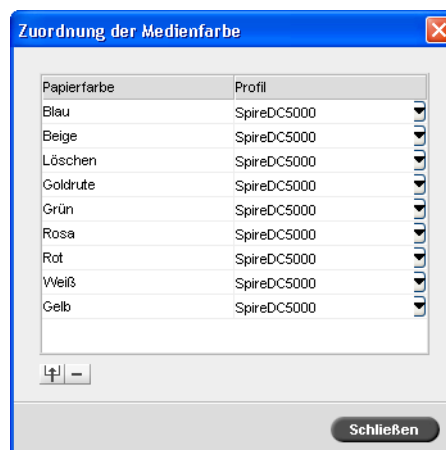 Zuordnung der Medienfarbe
Papierfarbe Profil
Blau SpireDC5000
Beige SpireDC5000
Löschen SpireDC5000
Goldrute SpireDC5000
Grün SpireDC5000
Rosa SpireDC5000
Rot SpireDC5000
Weiß SpireDC5000
Gelb SpireDC5000
Schließen